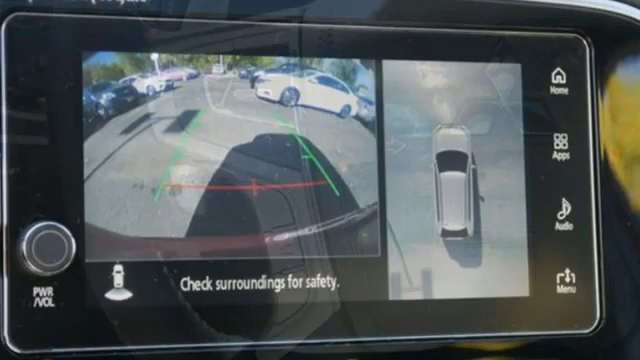 Home
Apps
Audio
Menu
PWR
/VOL
Check surroundings for safety.